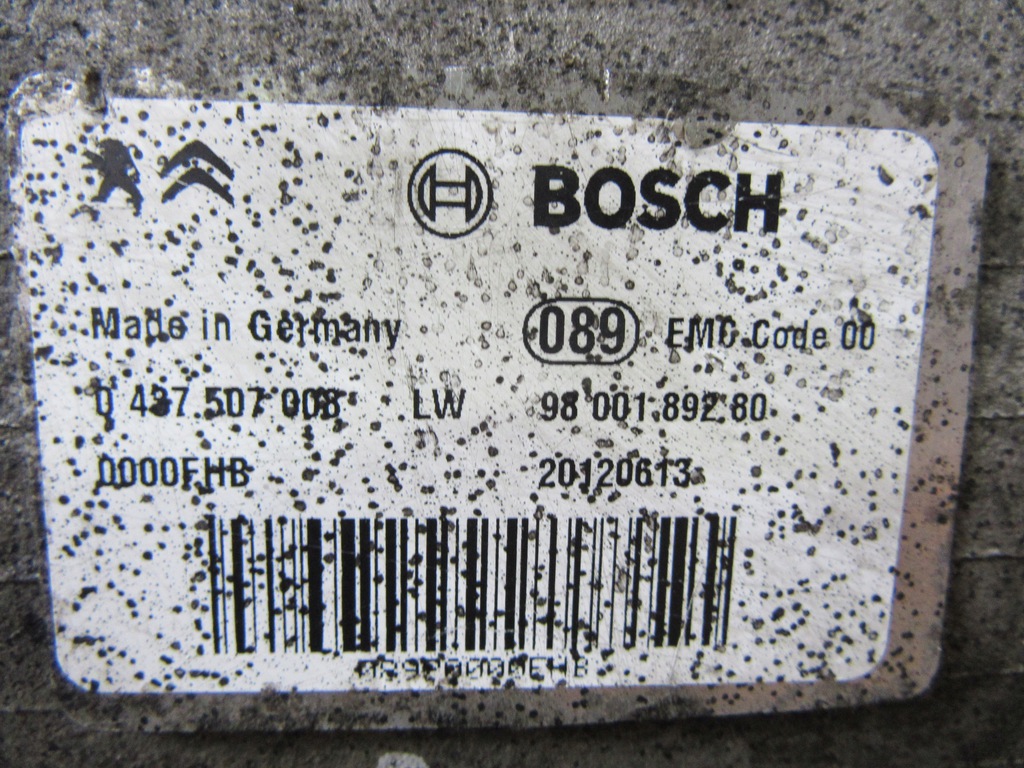 BOSCH
Made in Germany 089 EMC-Code 00
0 437 507 008 LW 98 001 892 80
0000FHB 20120613